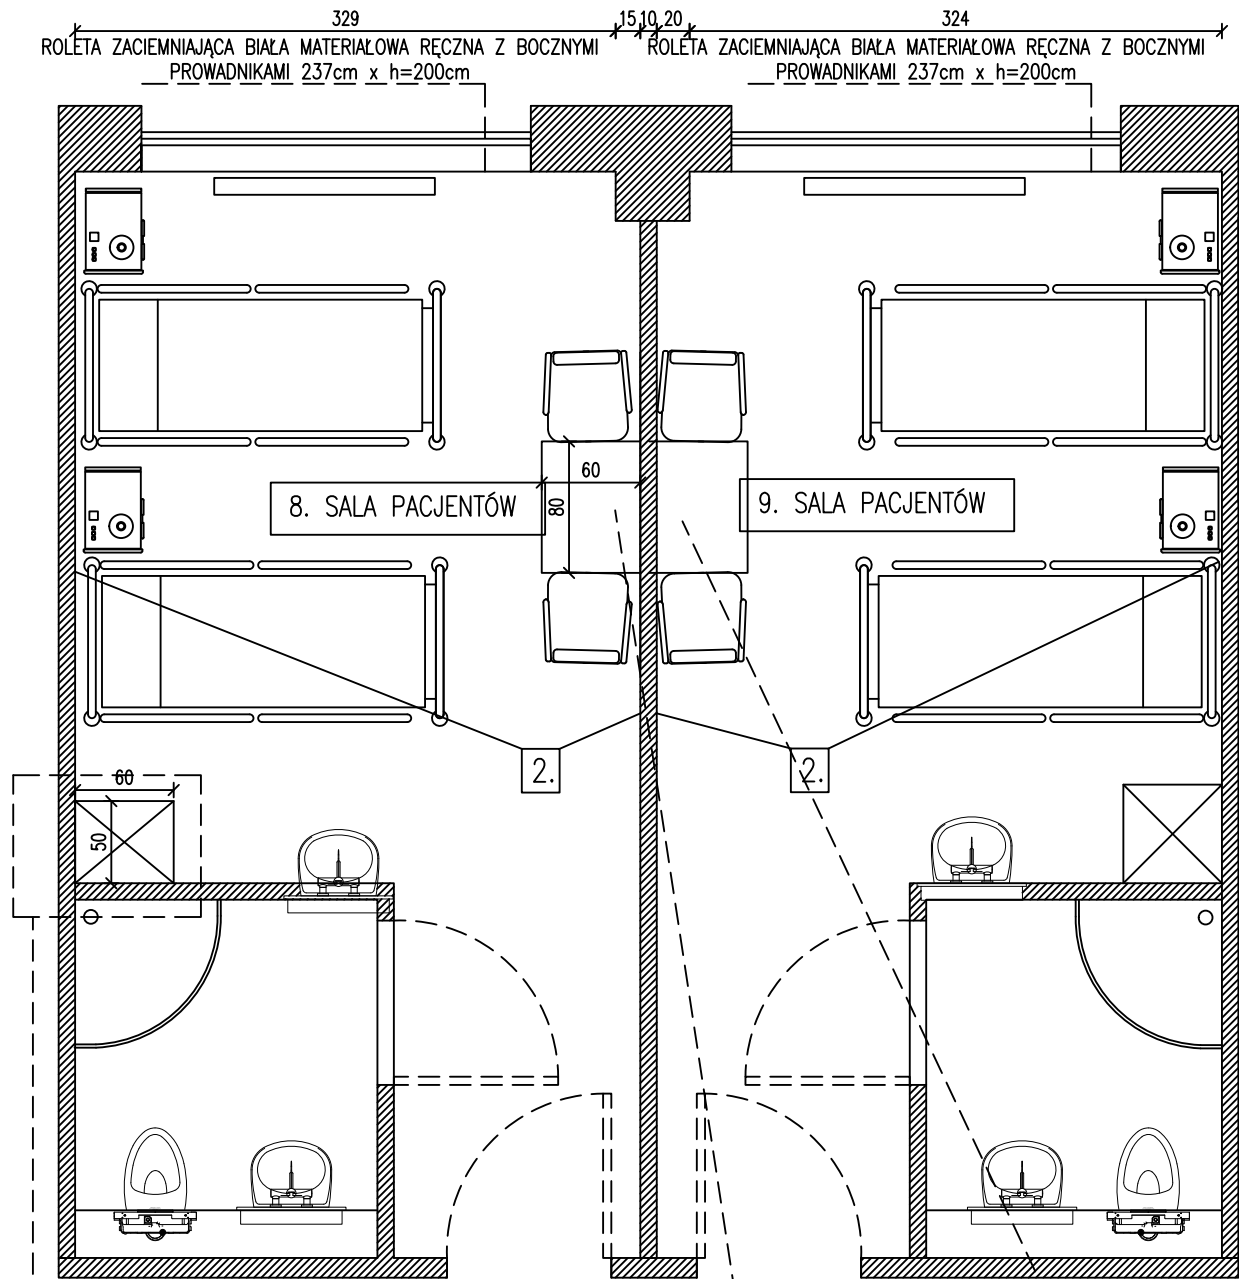 329 15 10 20 324
ROLETA ZACIEMNIAJĄCA BIAŁA MATERIAŁOWA RĘCZNA Z BOCZNYMI
PROWADNIKAMI 237cm x h=200cm
ROLETA ZACIEMNIAJĄCA BIAŁA MATERIAŁOWA RĘCZNA Z BOCZNYMI
PROWADNIKAMI 237cm x h=200cm
60
80
8. SALA PACJENTÓW
9. SALA PACJENTÓW
2.
2.
60
50